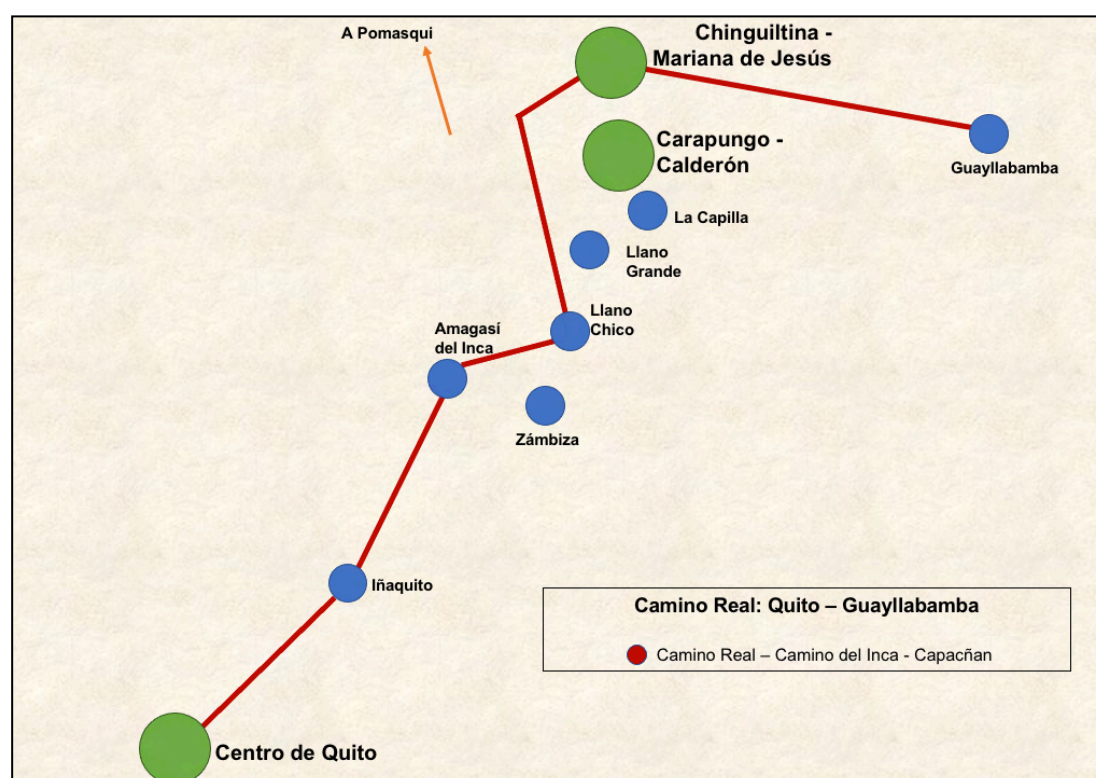 A Pomasqui
Chinguiltina -
Mariana de Jesús
Carapungo -
Calderón
Guayllabamba
La Capilla
Llano
Grande
Llano
Chico
Amagasí
del Inca
Zámbiza
Iñaquito
Camino Real: Quito – Guayllabamba
Camino Real – Camino del Inca - Capacñan
Centro de Quito